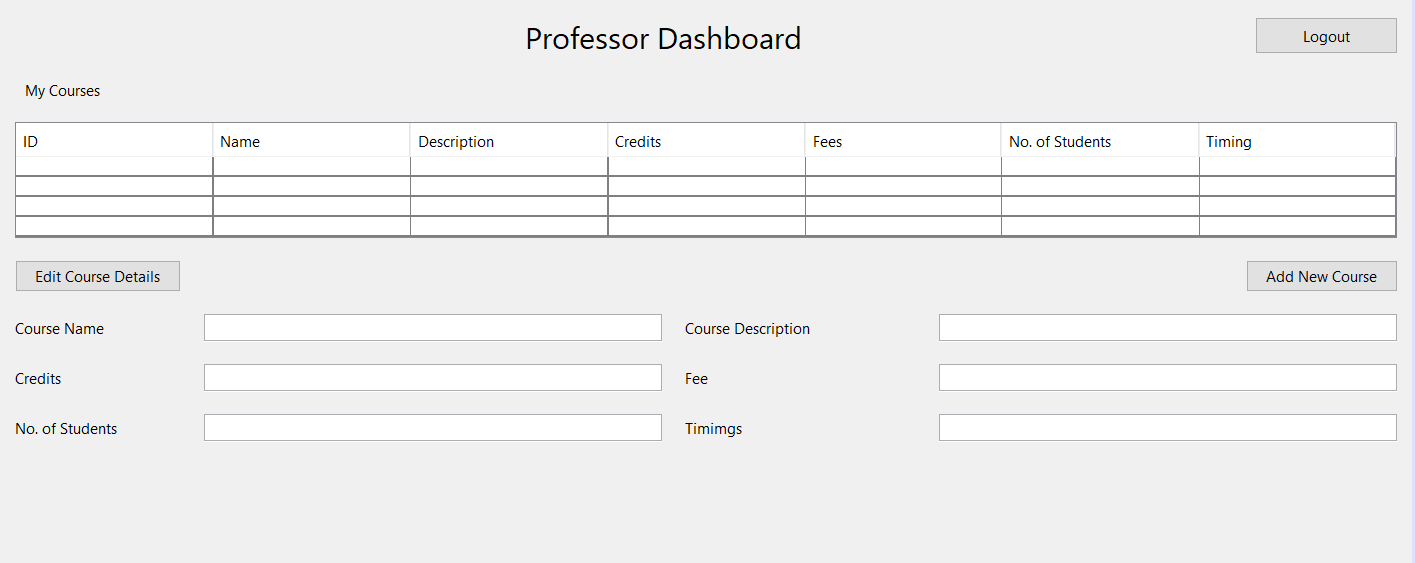 Professor Dashboard
Logout
My Courses
ID Name Description Credits Fees No. of Students Timing
Edit Course Details Add New Course
Course Name Course Description
Credits Fee
No. of Students Timimgs